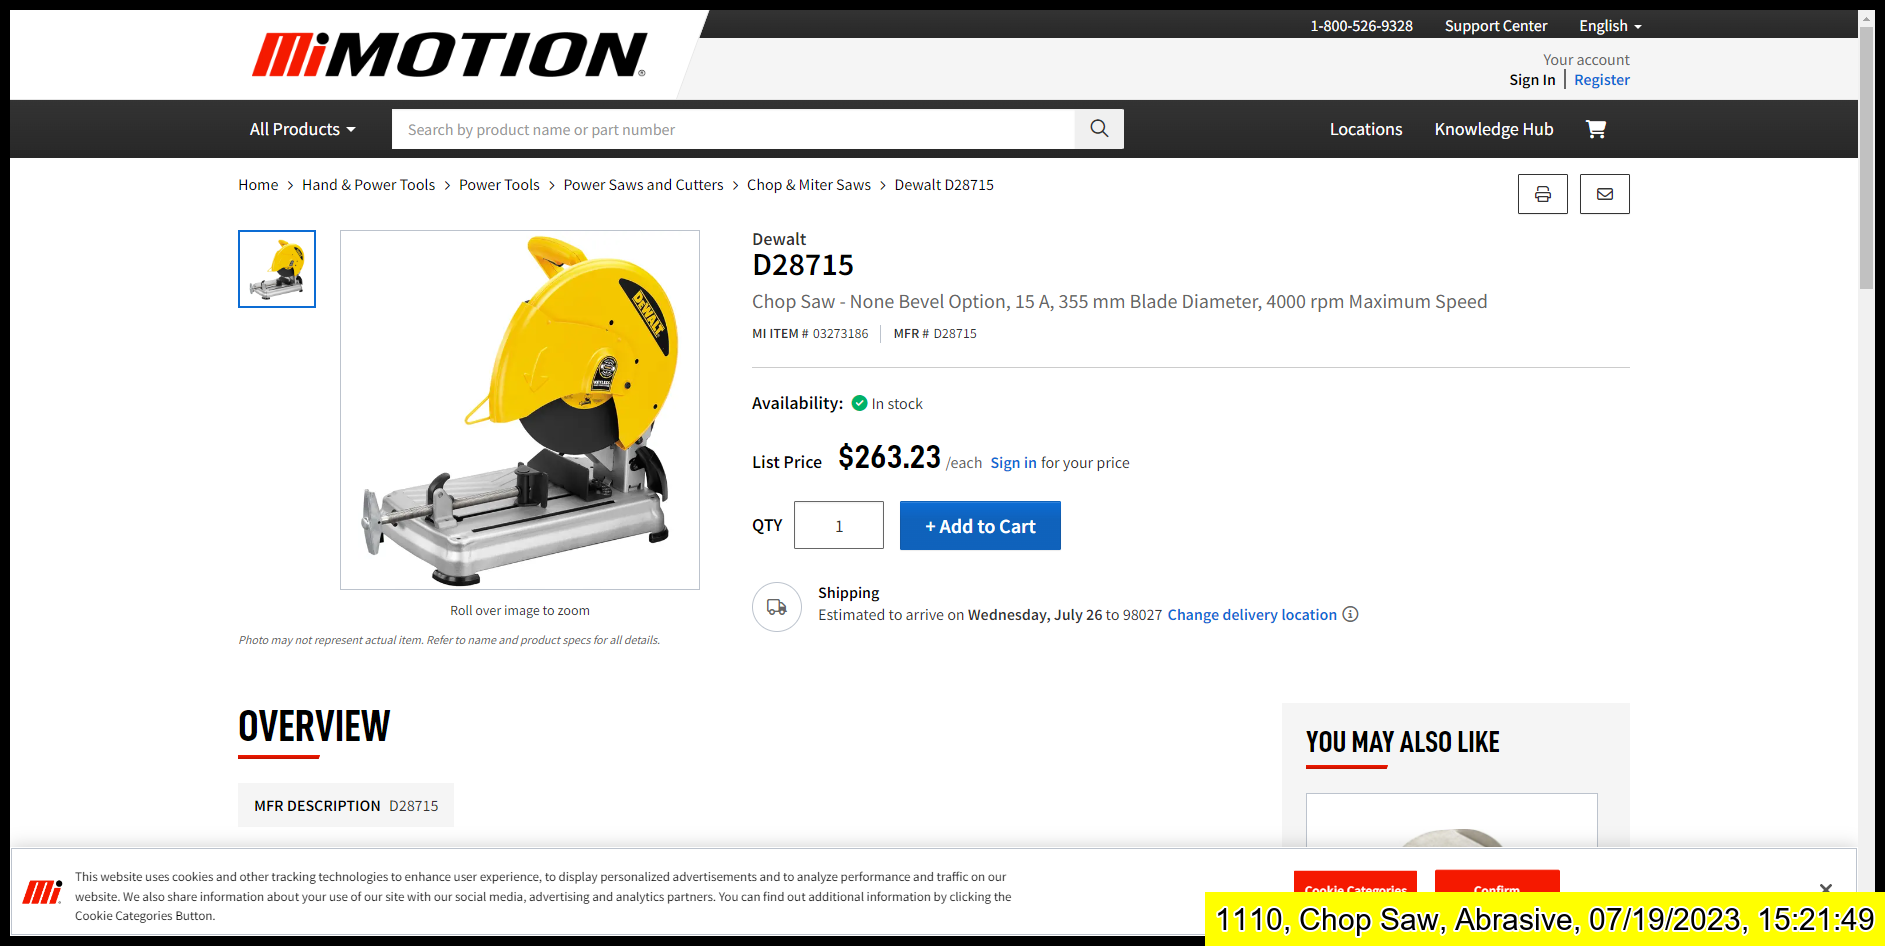 MiMOTION
1-800-526-9328 Support Center English
Your account
Sign In | Register
All Products Search by product name or part number Locations Knowledge Hub
Home > Hand & Power Tools > Power Tools > Power Saws and Cutters > Chop & Miter Saws > Dewalt D28715
Dewalt
D28715
Chop Saw - None Bevel Option, 15 A, 355 mm Blade Diameter, 4000 rpm Maximum Speed
MI ITEM # 03273186 MFR # D28715
DEWALT
Availability: In stock
List Price $263.23 /each Sign in for your price
QTY 1 + Add to Cart
Shipping
Estimated to arrive on Wednesday, July 26 to 98027 Change delivery location
Roll over image to zoom
Photo may not represent actual item. Refer to name and product specs for all details.
OVERVIEW
YOU MAY ALSO LIKE
MFR DESCRIPTION D28715
This website uses cookies and other tracking technologies to enhance user experience, to display personalized advertisements and to analyze performance and traffic on our
website. We also share information about your use of our site with our social media, advertising and analytics partners. You can find out additional information by clicking the
Cookie Categories Button.
Mi
Cookie Categories Confirm
1110, Chop Saw, Abrasive, 07/19/2023, 15:21:49